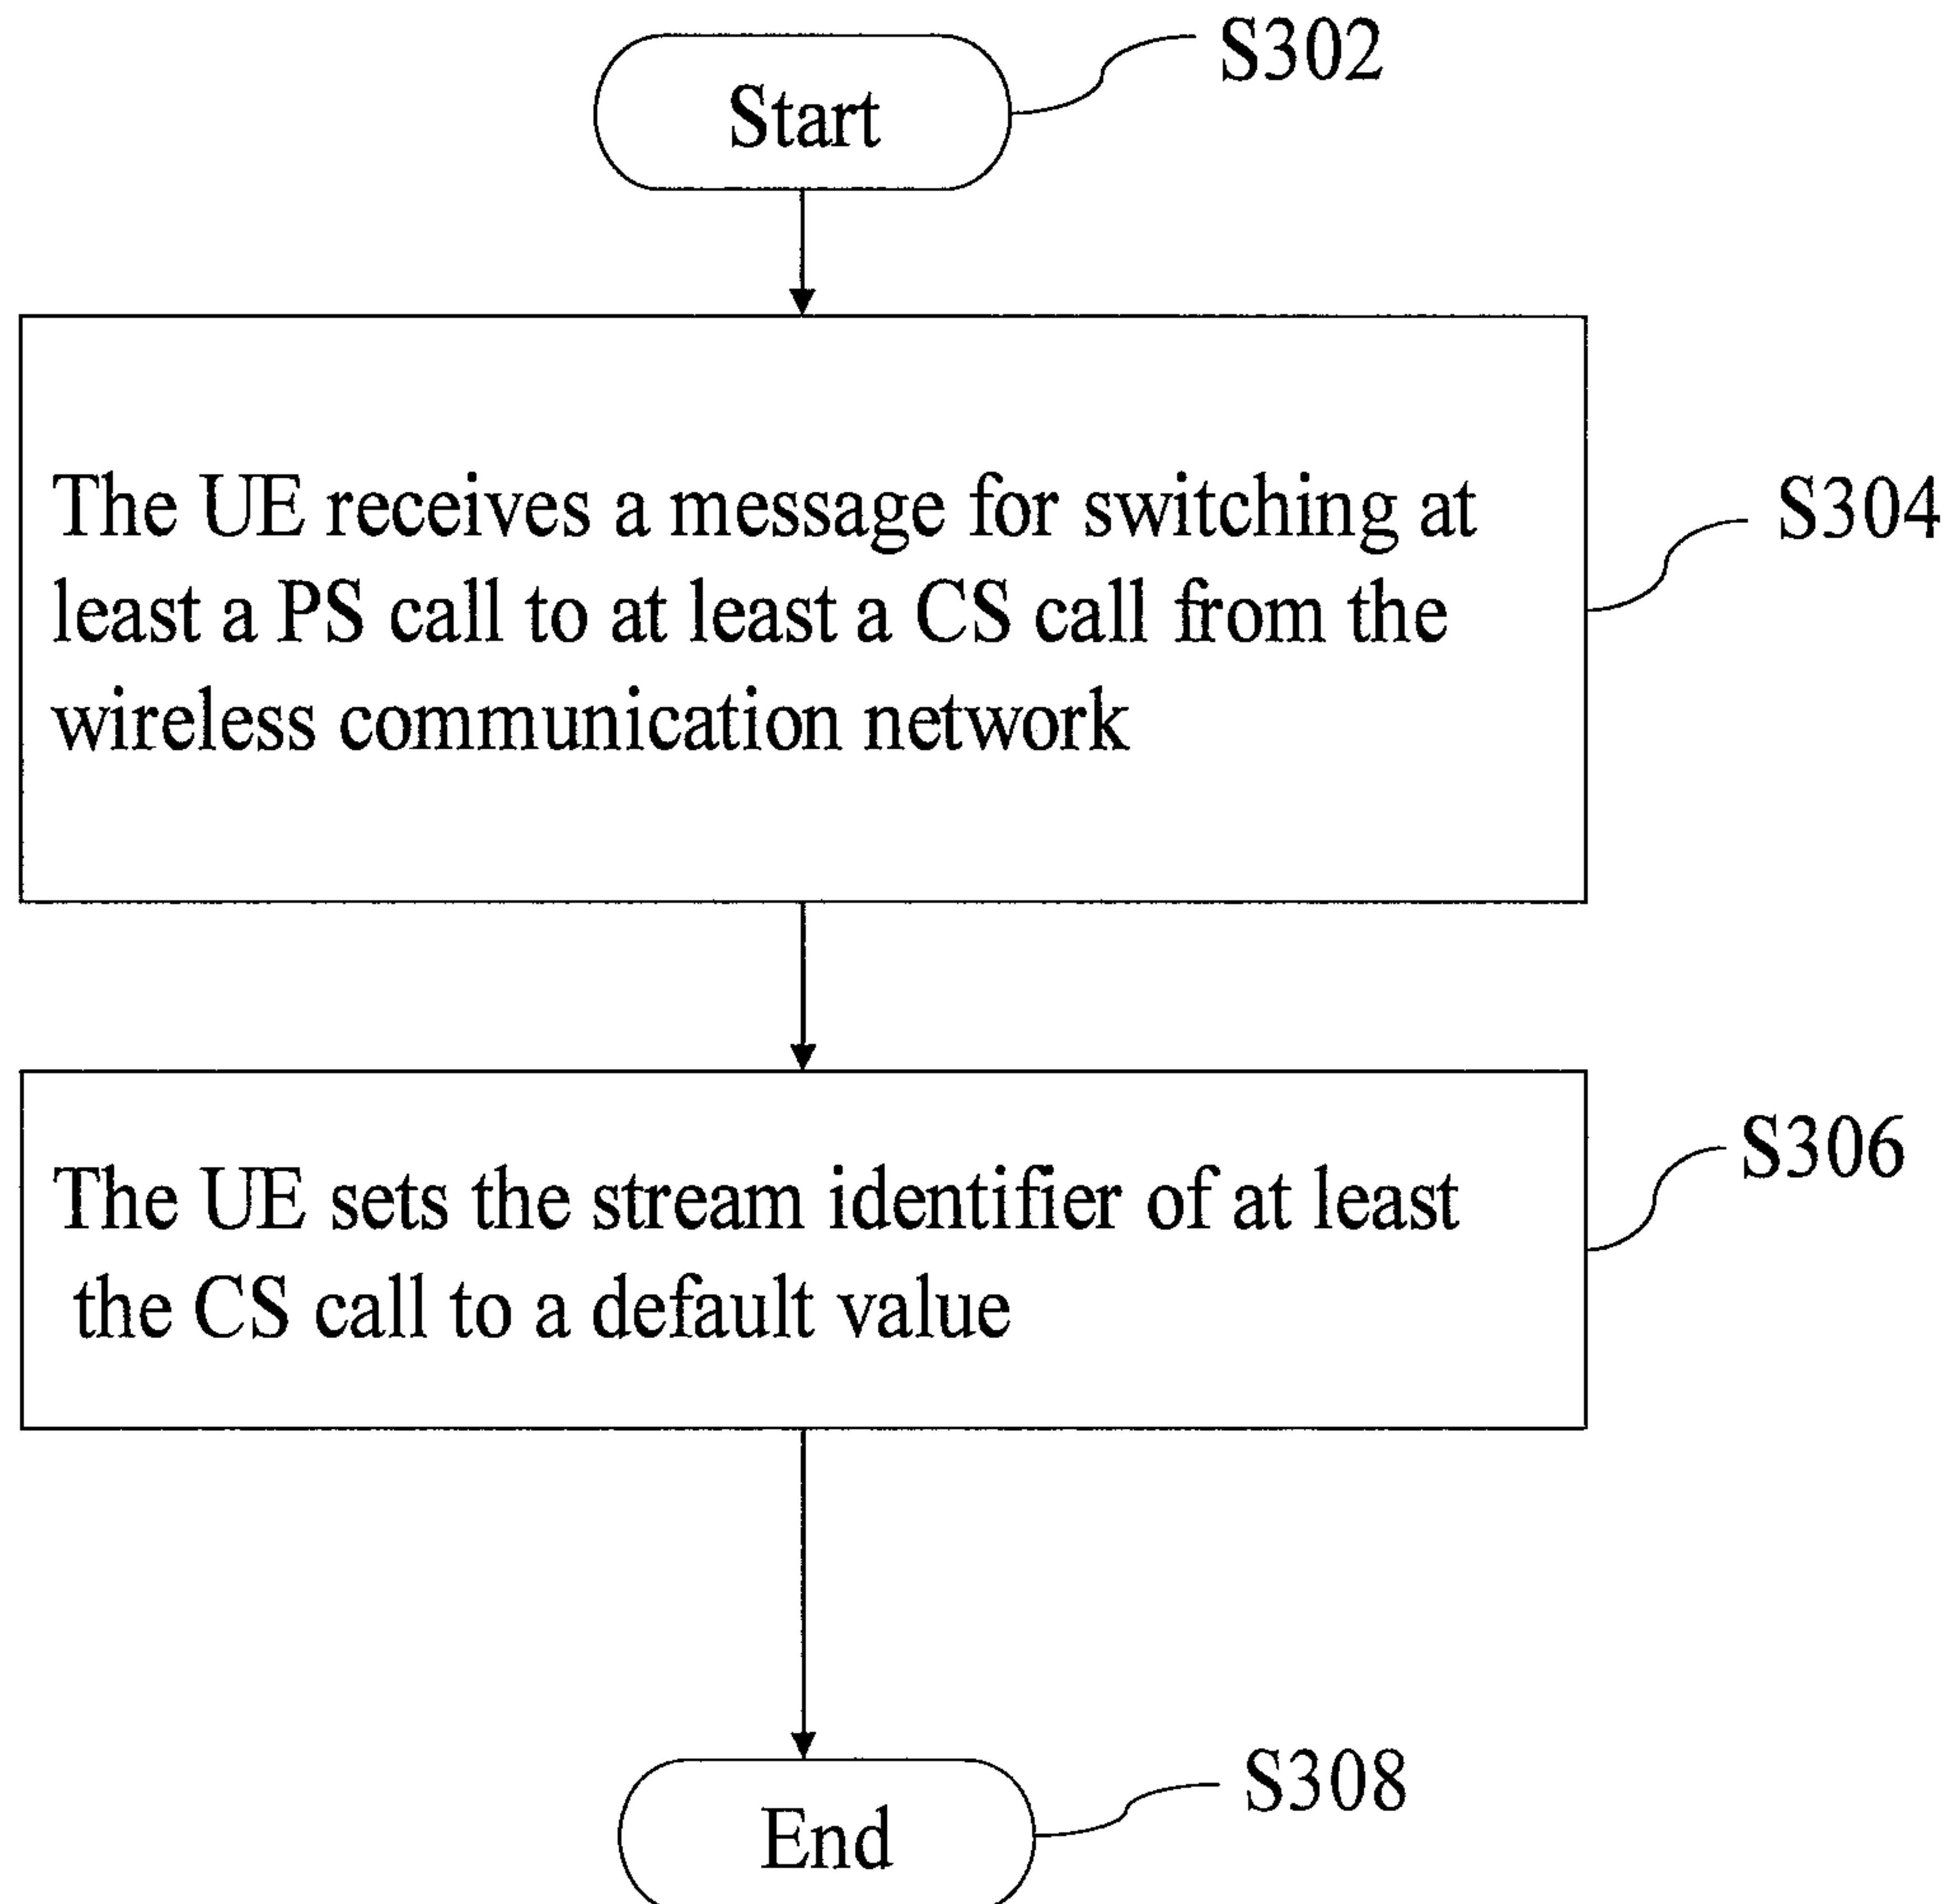 Start
S302
The UE receives a message for switching at
least a PS call to at least a CS call from the
wireless communication network
S304
The UE sets the stream identifier of at least
the CS call to a default value
S306
End
S308